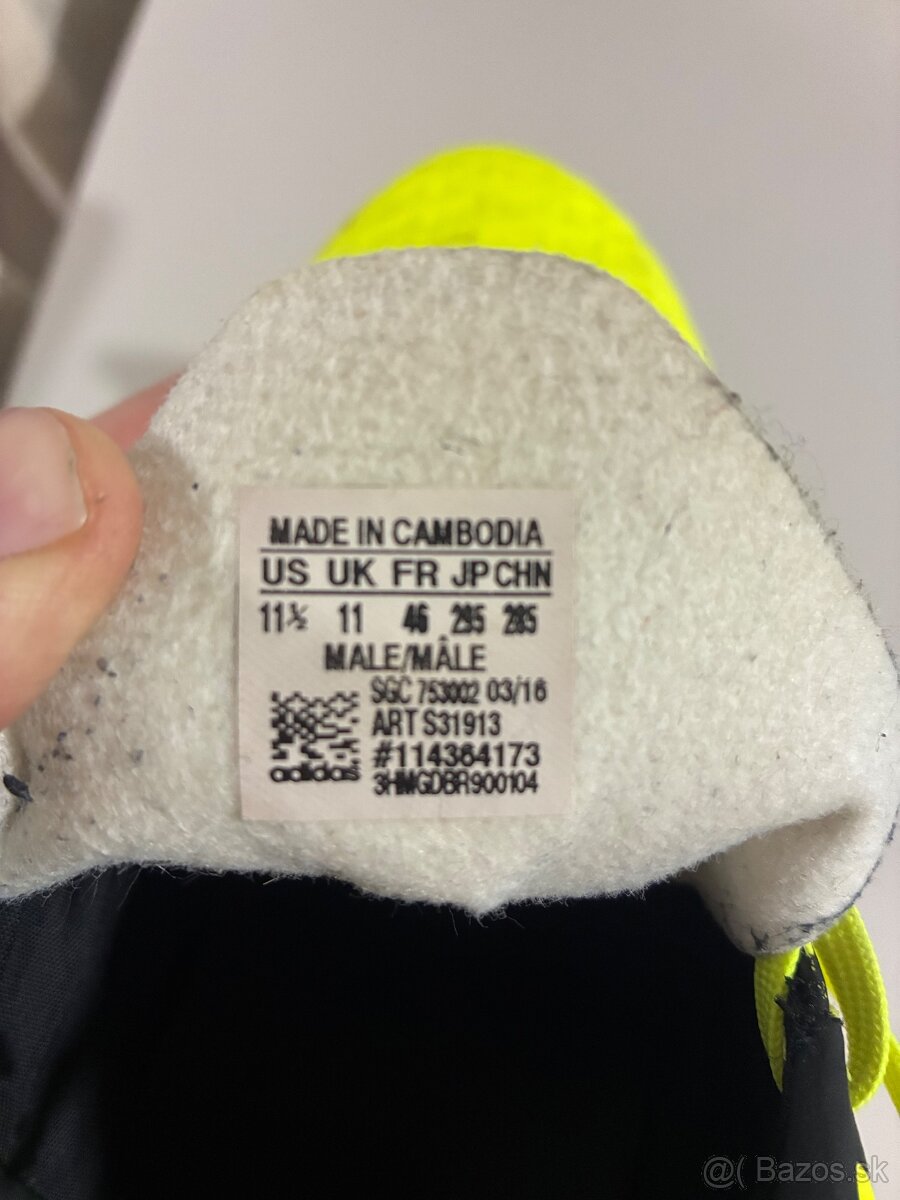 MADE IN CAMBODIA
US UK FR JP CHN
11½ 11 46 295 285
MALE/MÂLE
SGC 753002 03/16
ART S31913
#114364173
adidas 3HMGDBR900104
@( Bazos.sk